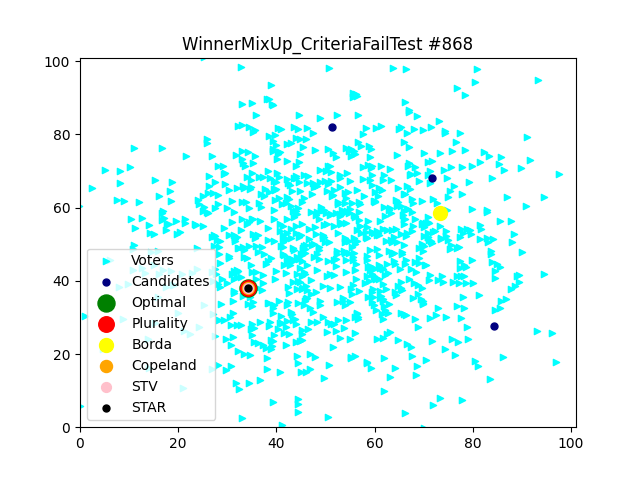 WinnerMixUp_CriteriaFailTest #868
100
80
60
40
20
0
Voters
Candidates
Optimal
Plurality
Borda
Copeland
STV
STAR
0 20 40 60 80 100